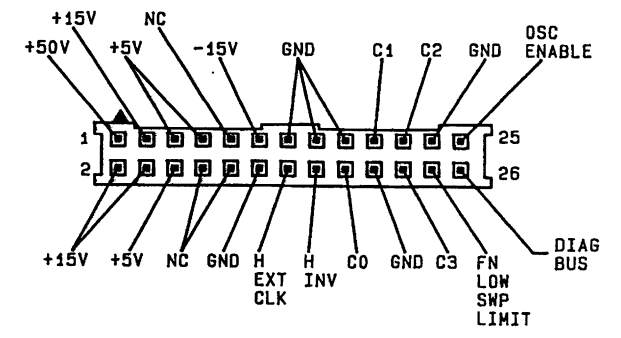 +15V NC
+50V +5V -15V GND C1 C2 GND OSC
ENABLE
1 25
2 26
+15V +5V NC GND H
EXT
CLK
H
INV
C0 GND C3 FN
LOW
SWP
LIMIT
DIAG
BUS